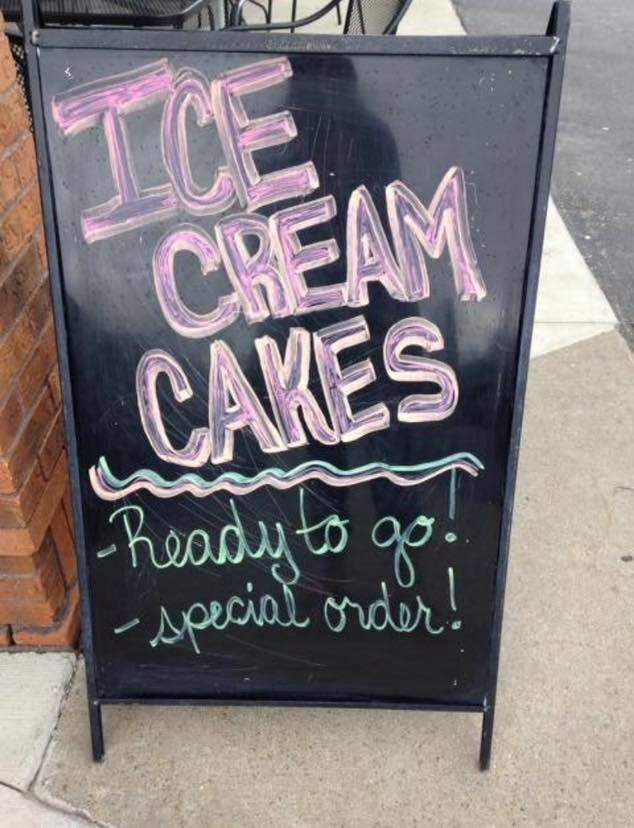 ICE
CREAM
CAKES
- Ready to go!
- special order!